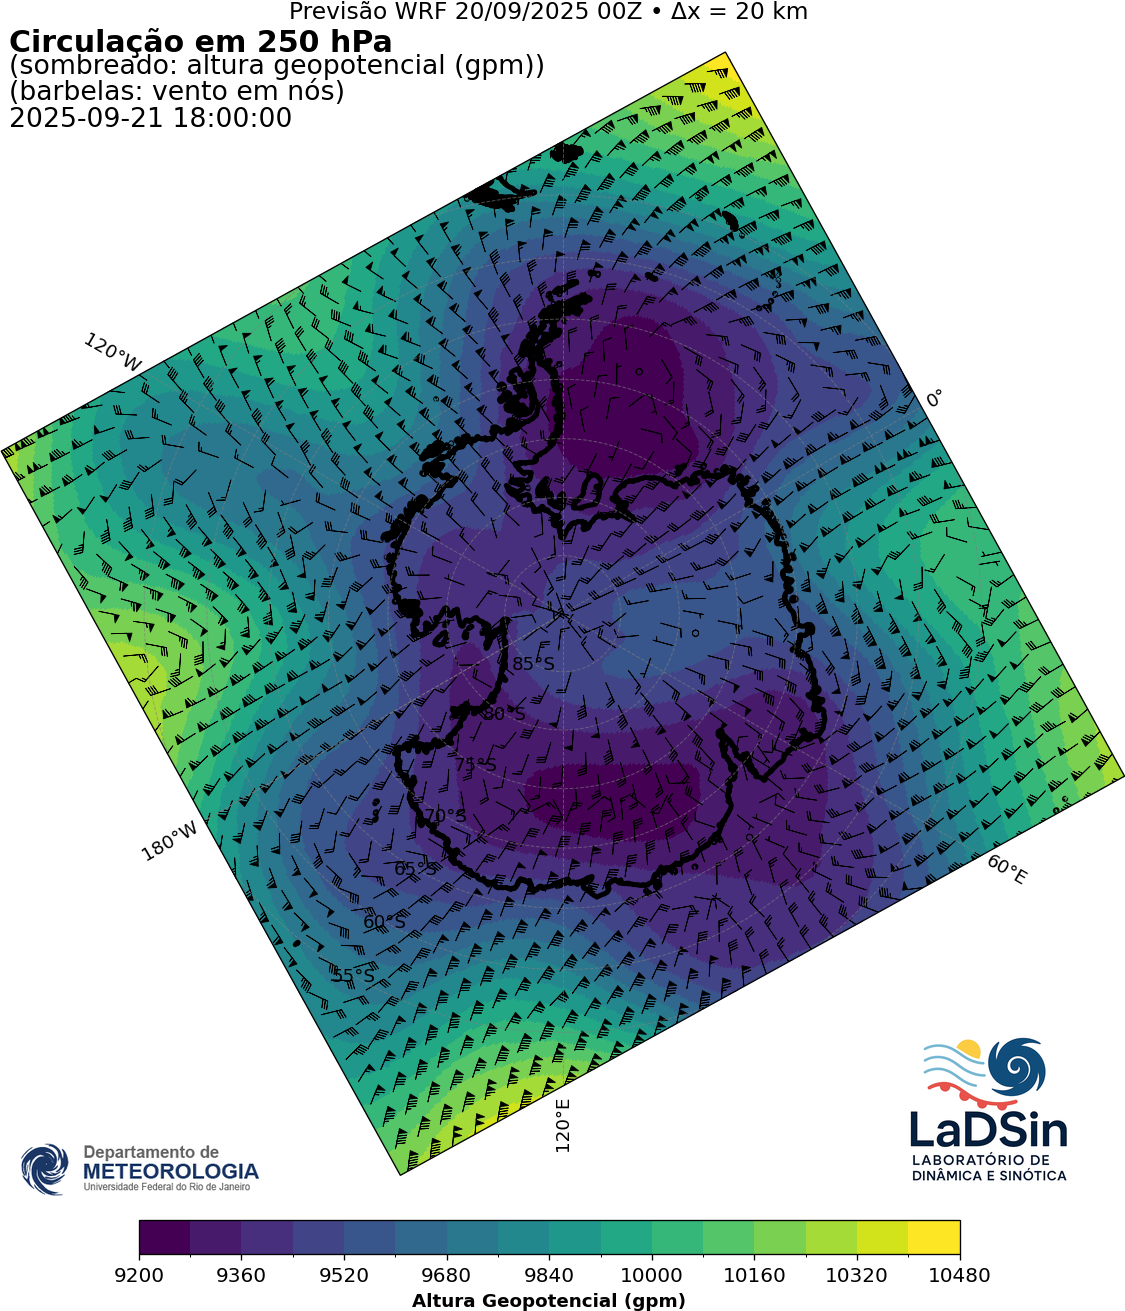 Previsão WRF 20/09/2025 00Z • Δx = 20 km
Circulação em 250 hPa
(sombreado: altura geopotencial (gpm))
(barbelas: vento em nós)
2025-09-21 18:00:00
120°W
0°
85°S
80°S
75°S
70°S
65°S
60°S
55°S
180°W
60°E
120°E
Departamento de
METEOROLOGIA
Universidade Federal do Rio de Janeiro
LaDSin
LABORATÓRIO DE
DINÂMICA E SINÓTICA
9200 9360 9520 9680 9840 10000 10160 10320 10480
Altura Geopotencial (gpm)